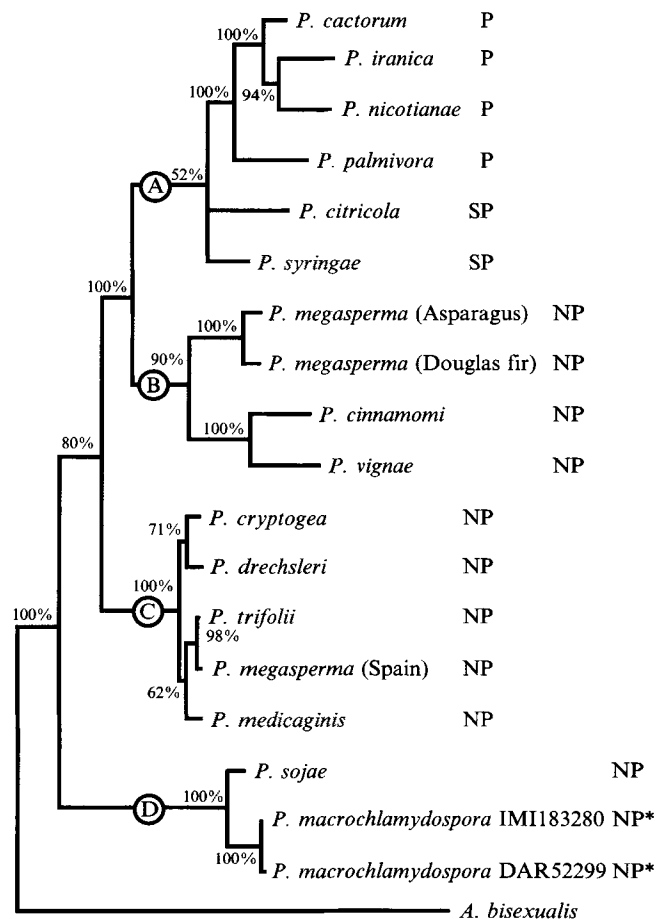 P. cactorum P
100%
P. iranica P
94%
P. nicotianae P
100%
P. palmivora P
A 52%
P. citricola SP
P. syringae SP
100%
P. megasperma (Asparagus) NP
100%
P. megasperma (Douglas fir) NP
B 90%
P. cinnamomi NP
100%
P. vignae NP
80%
P. cryptogea NP
71%
P. drechsleri NP
C 100%
P. trifolii NP
98%
P. megasperma (Spain) NP
62%
P. medicaginis NP
100%
P. sojae NP
D 100%
P. macrochlamydospora IMI183280 NP*
100%
P. macrochlamydospora DAR52299 NP*
A. bisexualis